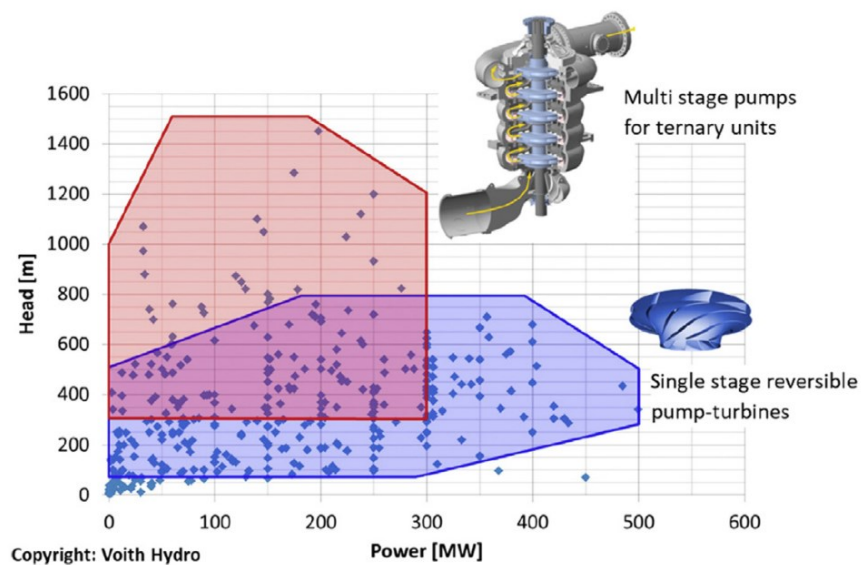 Multi stage pumps
for ternary units
Single stage reversible
pump-turbines
Head [m]
1600
1400
1200
1000
800
600
400
200
0
0 100 200 300 400 500 600
Power [MW]
Copyright: Voith Hydro